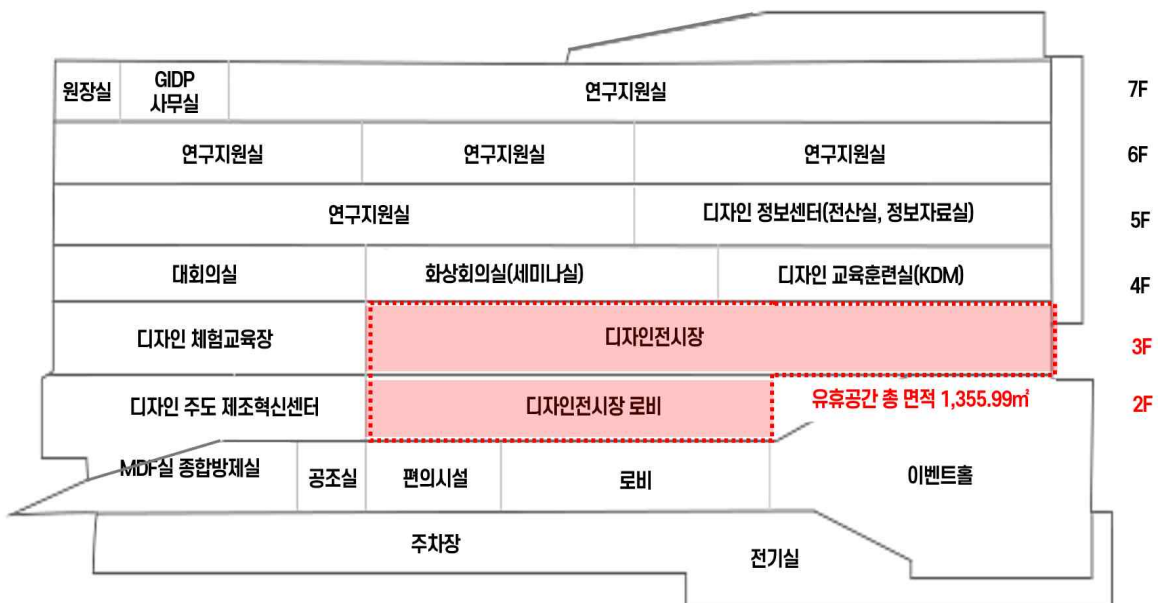 원장실
GIDP
사무실
연구지원실
7F
연구지원실
연구지원실
연구지원실
6F
연구지원실
디자인 정보센터(전산실, 정보자료실)
5F
대회의실
화상회의실(세미나실)
디자인 교육훈련실(KDM)
4F
디자인 체험교육장
디자인전시장
3F
디자인 주도 제조혁신센터
디자인전시장 로비
유휴공간 총 면적 1,355.99㎡
2F
MDF실 종합방제실
공조실
편의시설
로비
이벤트홀
주차장
전기실